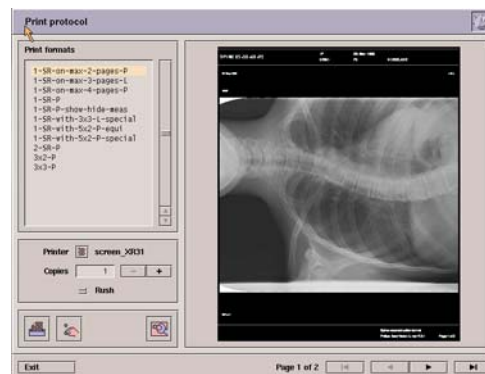 Print protocol
Print formats
1-SR-on-max-2-pages-P
1-SR-on-max-3-pages-L
1-SR-on-max-4-pages-P
1-SR-P
1-SR-P-show-hide-meas
1-SR-with-3x3-L-special
1-SR-with-5x2-P-equi
1-SR-with-5x2-P-special
2-SR-P
3x2-P
3x3-P
Printer screen_XR31
Copies 1 - +
Rush
Exit
Page 1 of 2